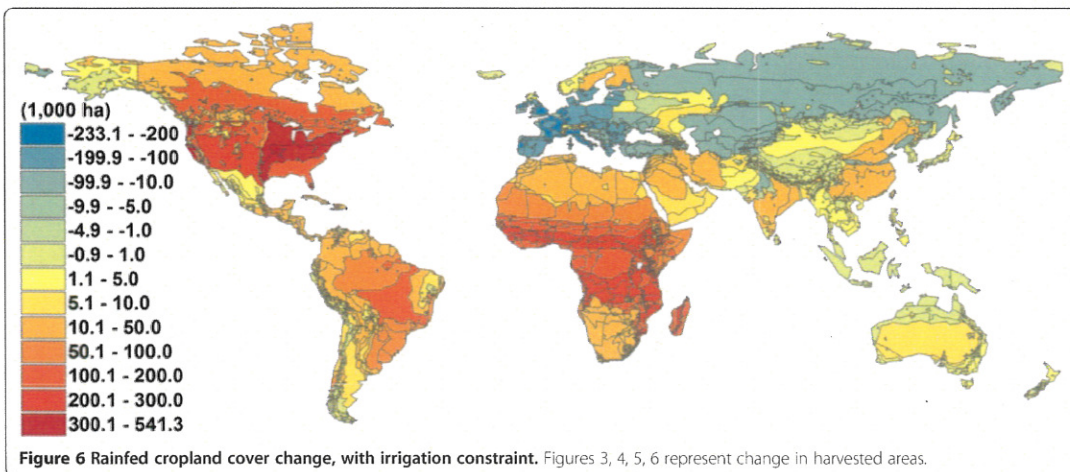 (1,000 ha)
-233.1 - -200
-199.9 - -100
-99.9 - -10.0
-9.9 - -5.0
-4.9 - -1.0
-0.9 - 1.0
1.1 - 5.0
5.1 - 10.0
10.1 - 50.0
50.1 - 100.0
100.1 - 200.0
200.1 - 300.0
300.1 - 541.3
Figure 6 Rainfed cropland cover change, with irrigation constraint. Figures 3, 4, 5, 6 represent change in harvested areas.